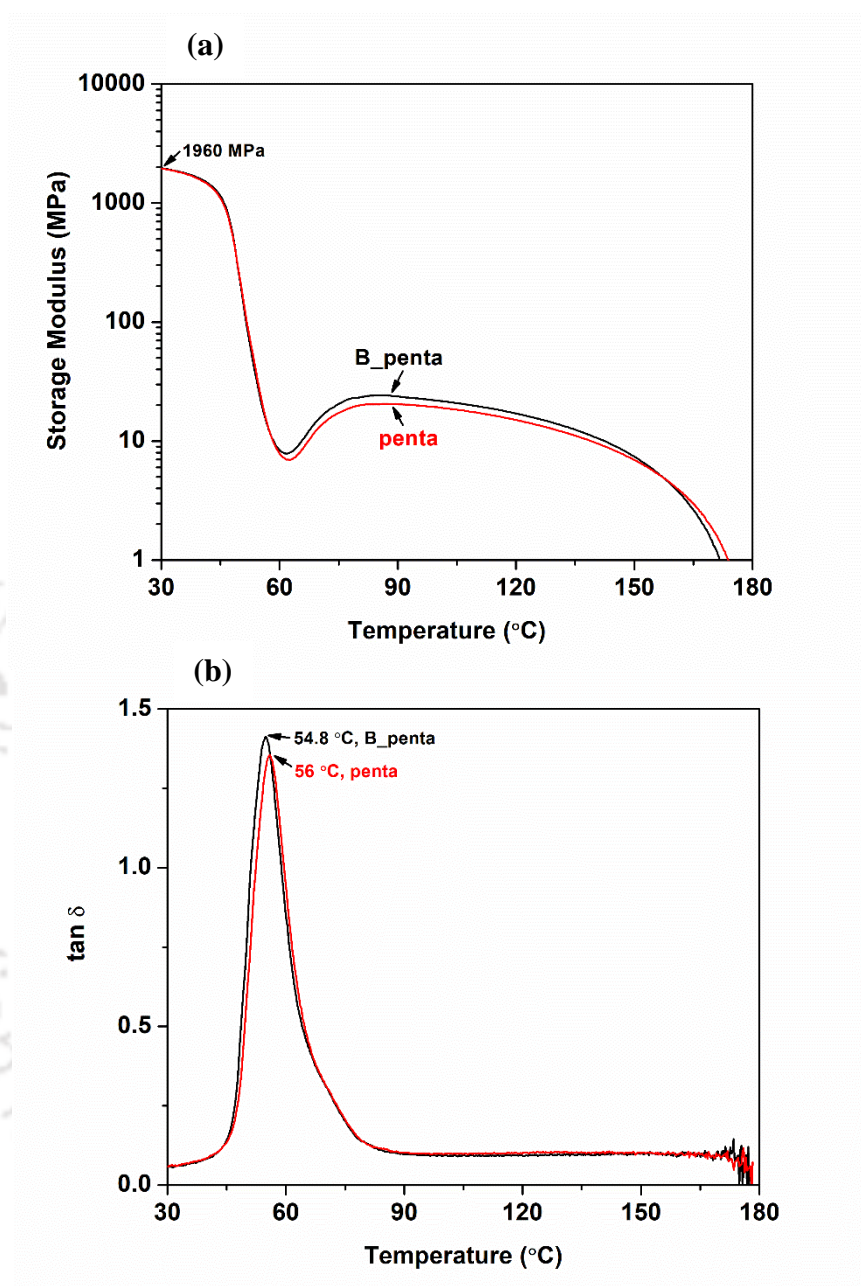 (a)
10000
1000
100
10
1
1960 MPa
B_penta
penta
30 60 90 120 150 180
Storage Modulus (MPa)
Temperature (°C)
(b)
1.5
1.0
0.5
0.0
54.8 °C, B_penta
56 °C, penta
30 60 90 120 150 180
tan δ
Temperature (°C)